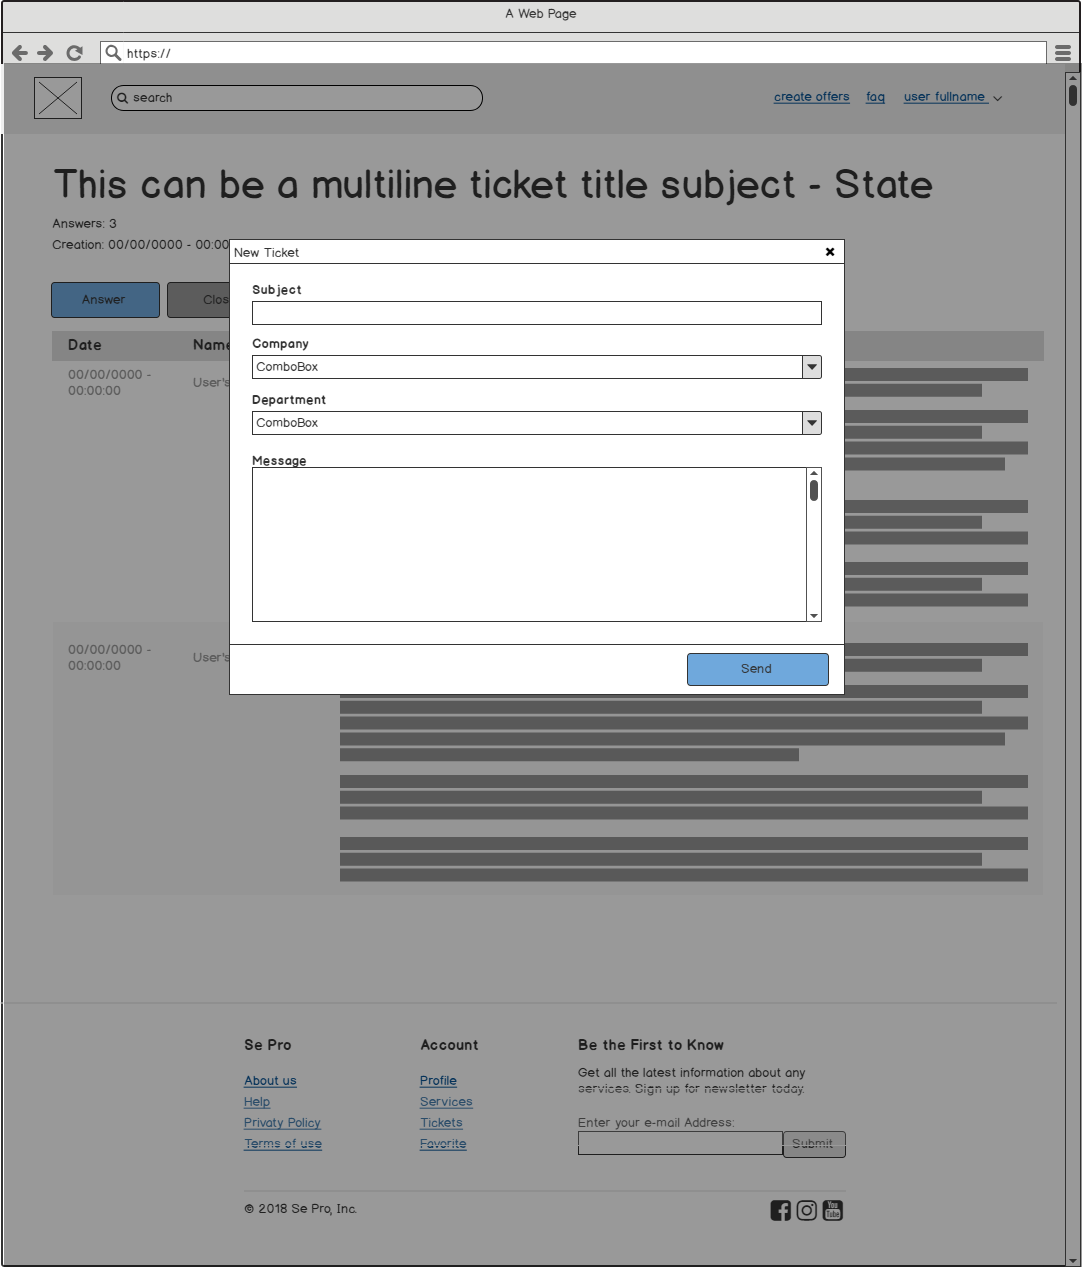 A Web Page
https://
search
create offers faq user fullname
This can be a multiline ticket title subject - State
Answers: 3
Creation: 00/00/0000 - 00:00
New Ticket
Answer Clos
Subject
Date Name
Company
ComboBox
00/00/0000 -
00:00:00
User's
Department
ComboBox
Message
00/00/0000 -
00:00:00
User's
Send
Se Pro Account Be the First to Know
Get all the latest information about any
services. Sign up for newsletter today.
About us Profile
Help Services
Privaty Policy Tickets Enter your e-mail Address:
Terms of use Favorite Submit
© 2018 Se Pro, Inc.
You
Tube